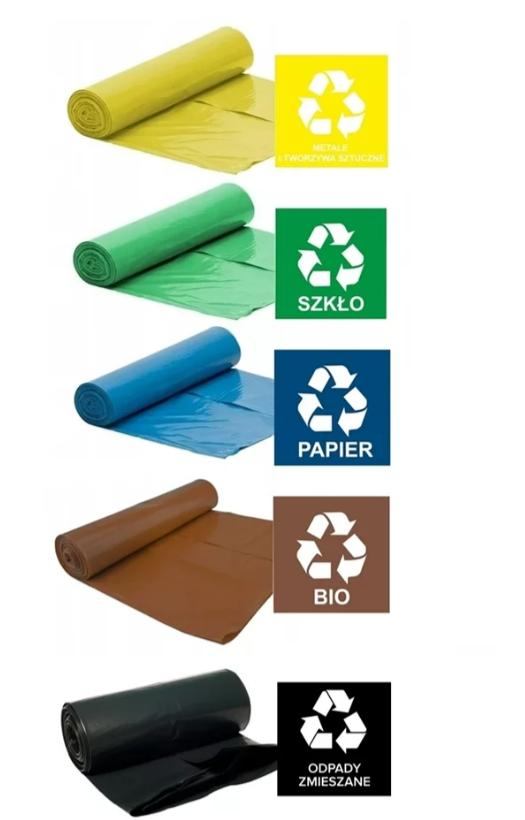 METALE
I TWORZYWA SZTUCZNE
SZKŁO
PAPIER
BIO
ODPADY
ZMIESZANE